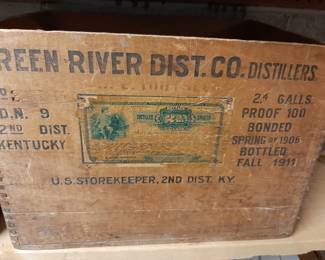 REEN RIVER DIST. CO. DISTILLERS
D.N. 9
2ND DIST.
KENTUCKY
2.4 GALLS.
PROOF 100
BONDED
SPRING OF 1906
BOTTLED
FALL 1911
U.S. STOREKEEPER, 2ND DIST. KY.